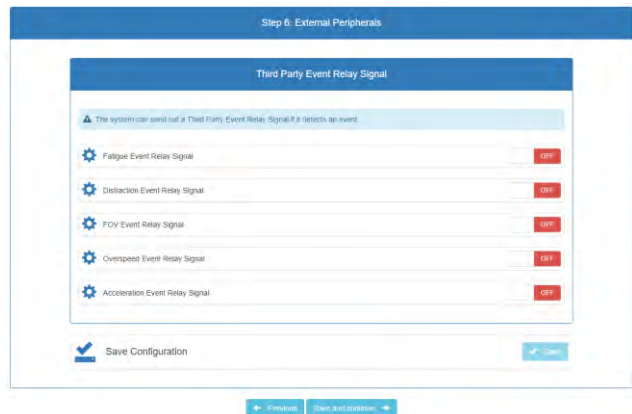 Step 6: External Peripherals
Third Party Event Relay Signal
The system can send out a Third Party Event Relay Signal if it detects an event.
Fatigue Event Relay Signal
OFF
Distraction Event Relay Signal
OFF
FOV Event Relay Signal
OFF
Overspeed Event Relay Signal
OFF
Acceleration Event Relay Signal
OFF
Save Configuration
Save
Previous
Save and continue